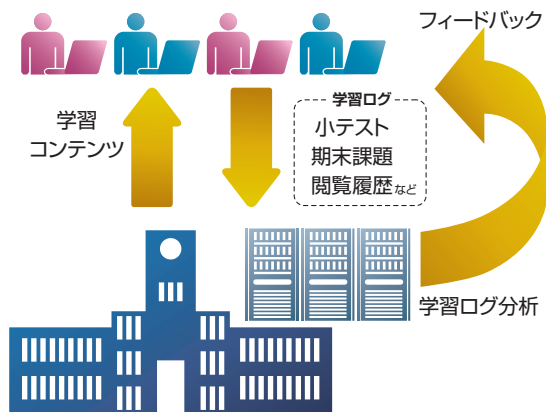 フィードバック
学習
コンテンツ
学習ログ
小テスト
期末課題
閲覧履歴など
学習ログ分析